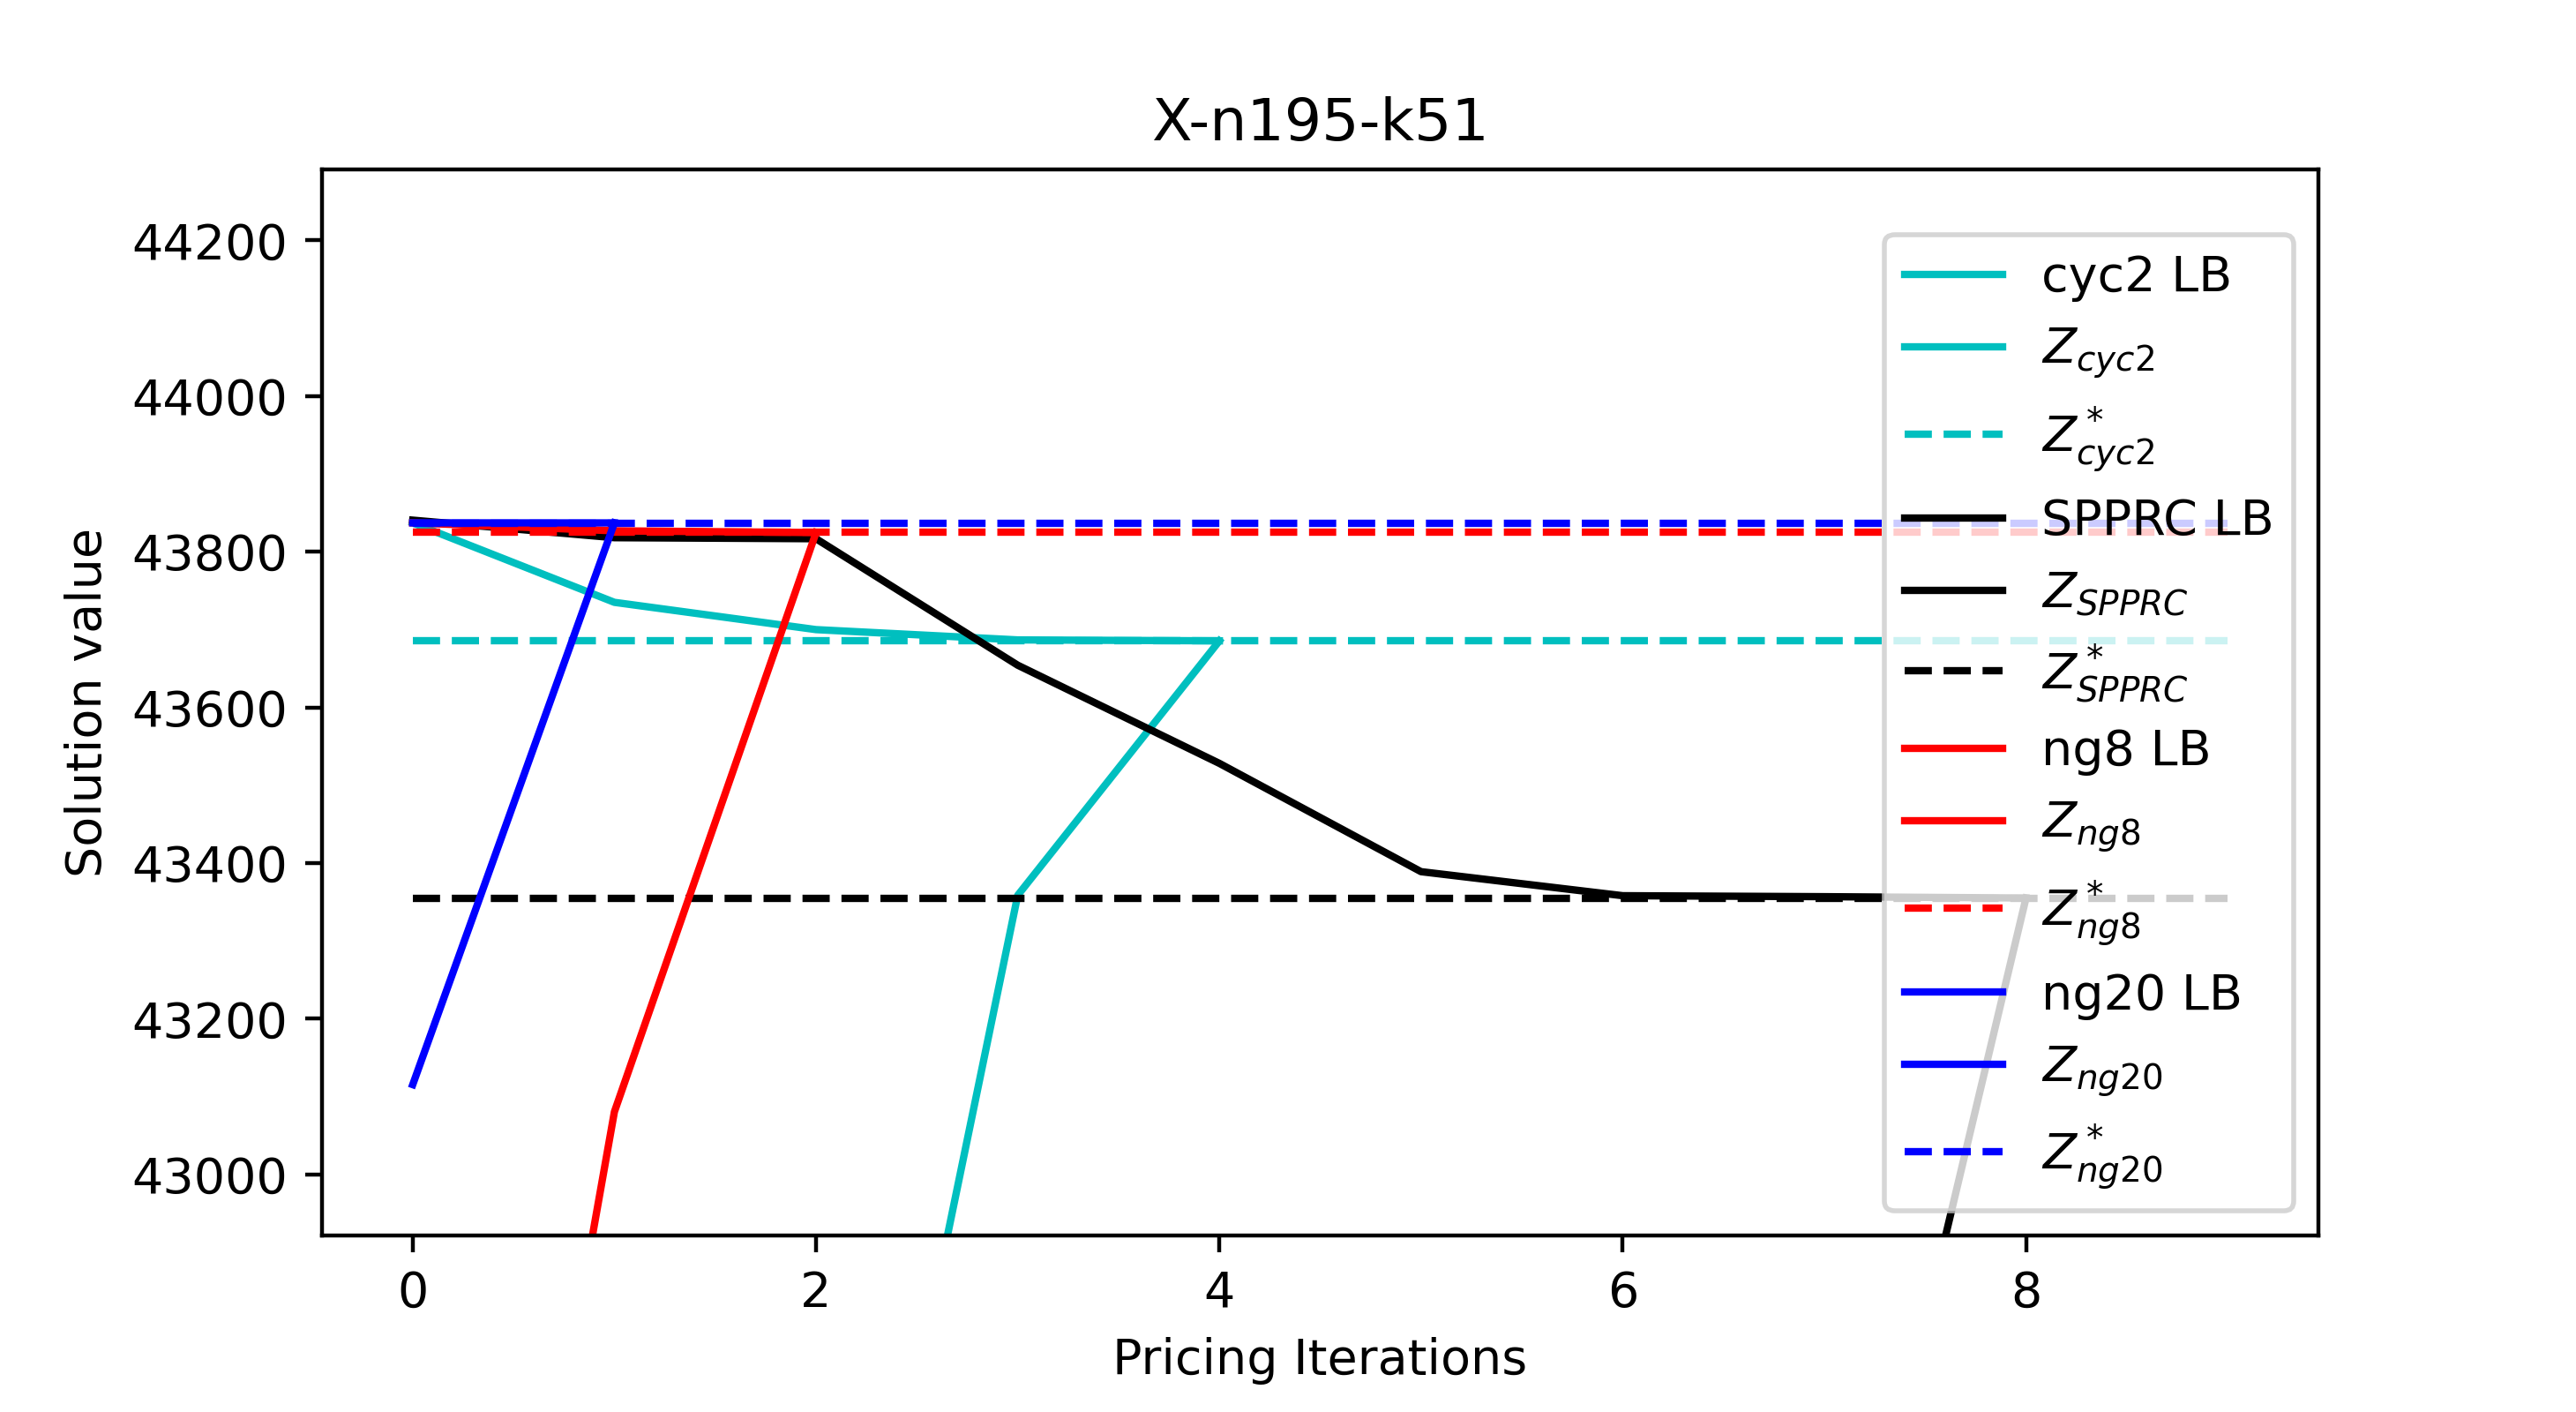 X-n195-k51
Solution value
44200
44000
43800
43600
43400
43200
43000
0 2 4 6 8
Pricing Iterations
cyc2 LB
Z_cyc2
Z*_cyc2
SPPRC LB
Z_SPPRC
Z*_SPPRC
ng8 LB
Z_ng8
Z*_ng8
ng20 LB
Z_ng20
Z*_ng20